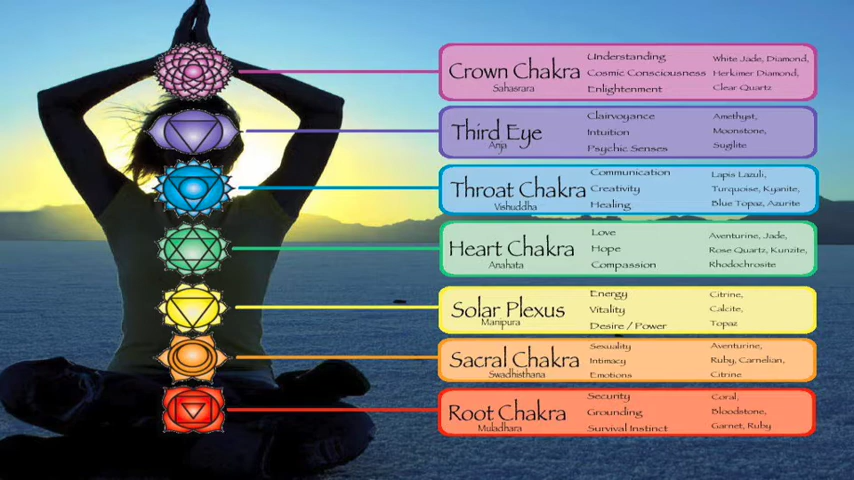 Crown Chakra
Sahasrara
Understanding
Cosmic Consciousness
Enlightenment
White Jade, Diamond,
Herkimer Diamond,
Clear Quartz
Third Eye
Anja
Clairvoyance
Intuition
Psychic Senses
Amethyst,
Moonstone,
Sugilite
Throat Chakra
Vishuddha
Communication
Creativity
Healing
Lapis Lazuli,
Turquoise, Kyanite,
Blue Topaz, Azurite
Heart Chakra
Anahata
Love
Hope
Compassion
Aventurine, Jade,
Rose Quartz, Kunzite,
Rhodochrosite
Solar Plexus
Manipura
Energy
Vitality
Desire / Power
Citrine,
Calcite,
Topaz
Sacral Chakra
Swadhisthana
Sexuality
Intimacy
Emotions
Aventurine,
Ruby, Carnelian,
Citrine
Root Chakra
Muladhara
Security
Grounding
Survival Instinct
Coral,
Bloodstone,
Garnet, Ruby